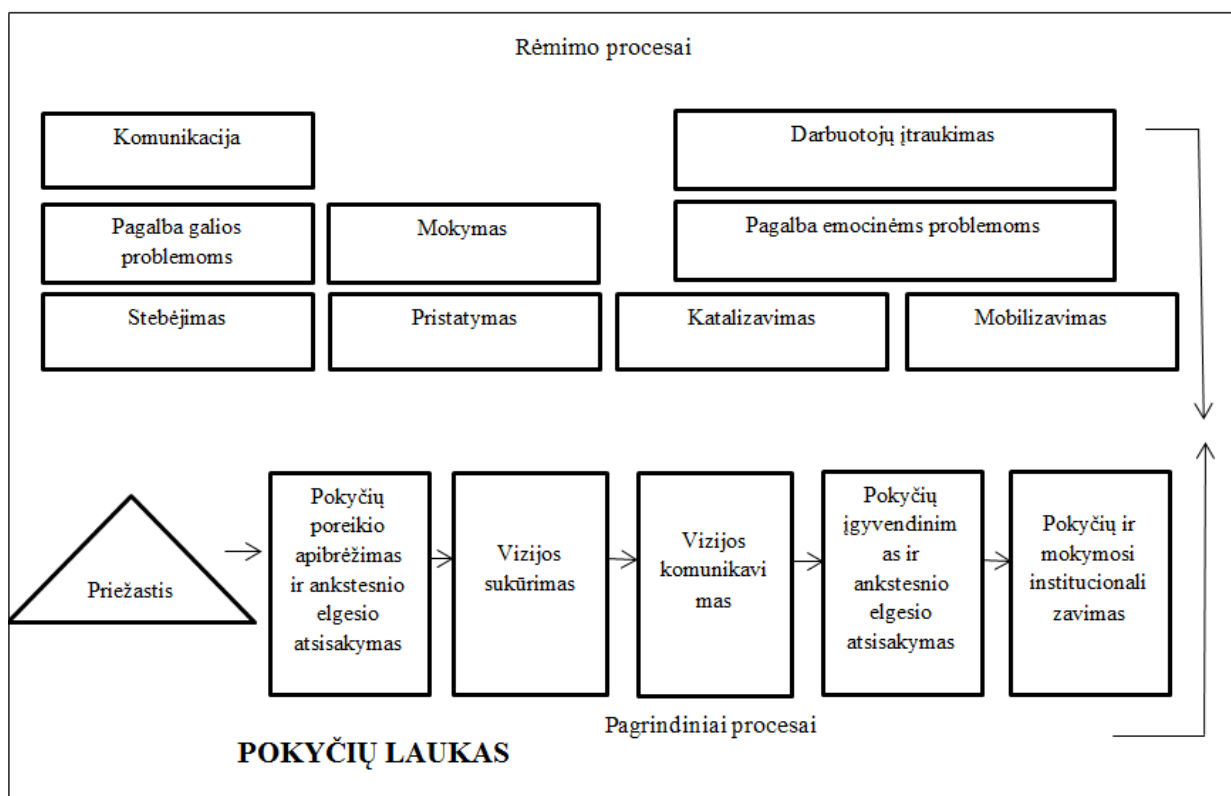 Rėmimo procesai
Komunikacija
Darbuotojų įtraukimas
Pagalba galios
problemoms
Mokymas
Pagalba emocinėms problemoms
Stebėjimas
Pristatymas
Katalizavimas
Mobilizavimas
Priežastis
Pokyčių
poreikio
apibrėžimas
ir ankstesnio
elgesio
atsisakymas
Vizijos
sukūrimas
Vizijos
komunikavi
mas
Pokyčių
įgyvendinim
as ir
ankstesnio
elgesio
atsisakymas
Pokyčių ir
mokymosi
institucionali
zavimas
Pagrindiniai procesai
POKYČIŲ LAUKAS